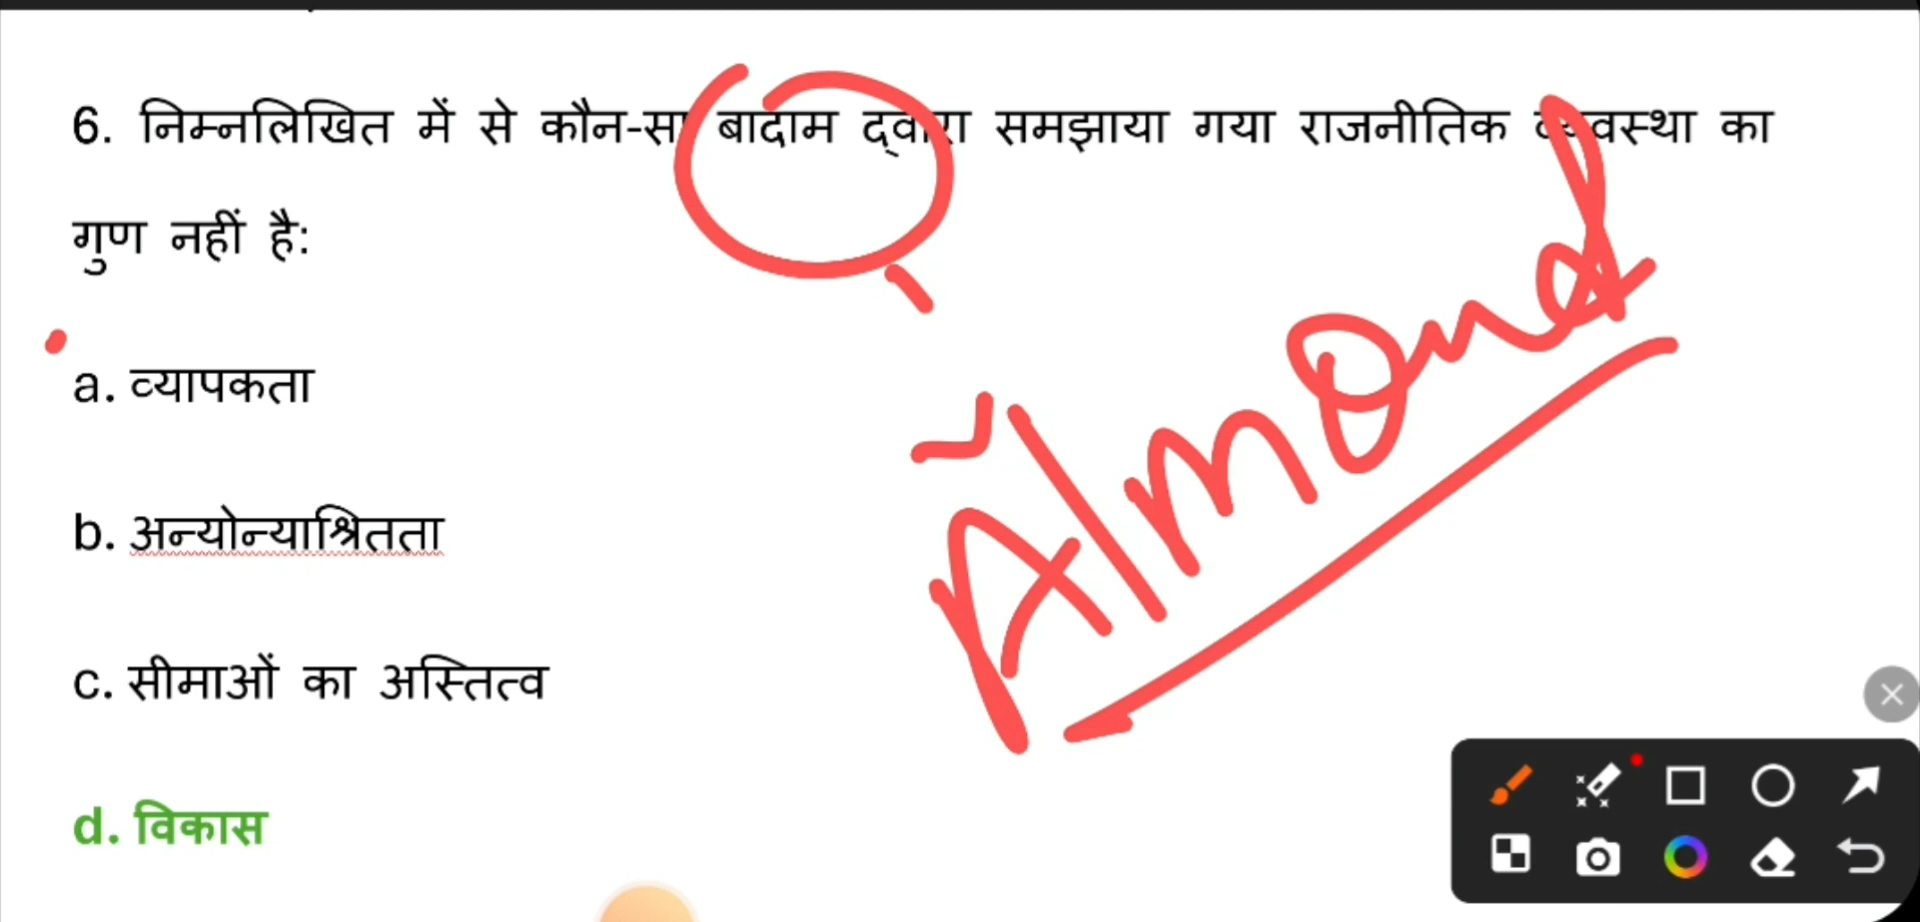 6. निम्नलिखित में से कौन-सा बादाम द्वारा समझाया गया राजनीतिक व्यवस्था का
गुण नहीं है:
Almond
a. व्यापकता
b. अन्योन्याश्रितता
c. सीमाओं का अस्तित्व
d. विकास